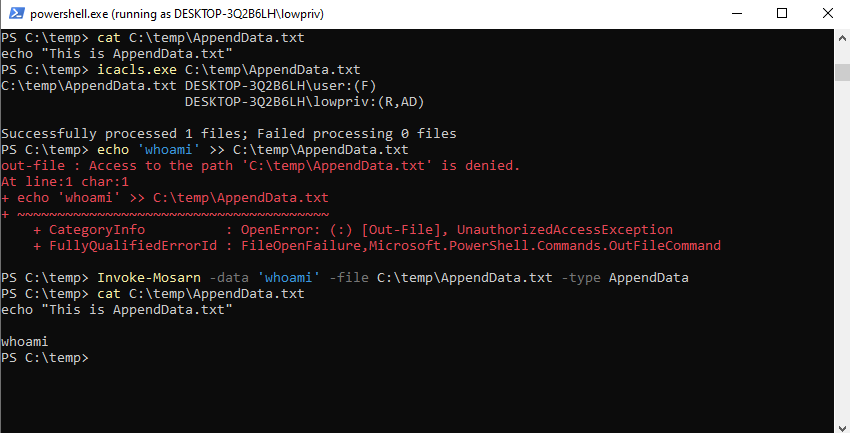 powershell.exe (running as DESKTOP-3Q2B6LH\lowpriv)
PS C:\temp> cat C:\temp\AppendData.txt
echo "This is AppendData.txt"
PS C:\temp> icacls.exe C:\temp\AppendData.txt
C:\temp\AppendData.txt DESKTOP-3Q2B6LH\user:(F)
                       DESKTOP-3Q2B6LH\lowpriv:(R,AD)
Successfully processed 1 files; Failed processing 0 files
PS C:\temp> echo 'whoami' >> C:\temp\AppendData.txt
out-file : Access to the path 'C:\temp\AppendData.txt' is denied.
At line:1 char:1
+ echo 'whoami' >> C:\temp\AppendData.txt
+ ~~~~~~~~~~~~~~~~~~~~~~~~~~~~~~~~~~~~~~~
    + CategoryInfo          : OpenError: (:) [Out-File], UnauthorizedAccessException
    + FullyQualifiedErrorId : FileOpenFailure,Microsoft.PowerShell.Commands.OutFileCommand
PS C:\temp> Invoke-Mosarn -data 'whoami' -file C:\temp\AppendData.txt -type AppendData
PS C:\temp> cat C:\temp\AppendData.txt
echo "This is AppendData.txt"
whoami
PS C:\temp>